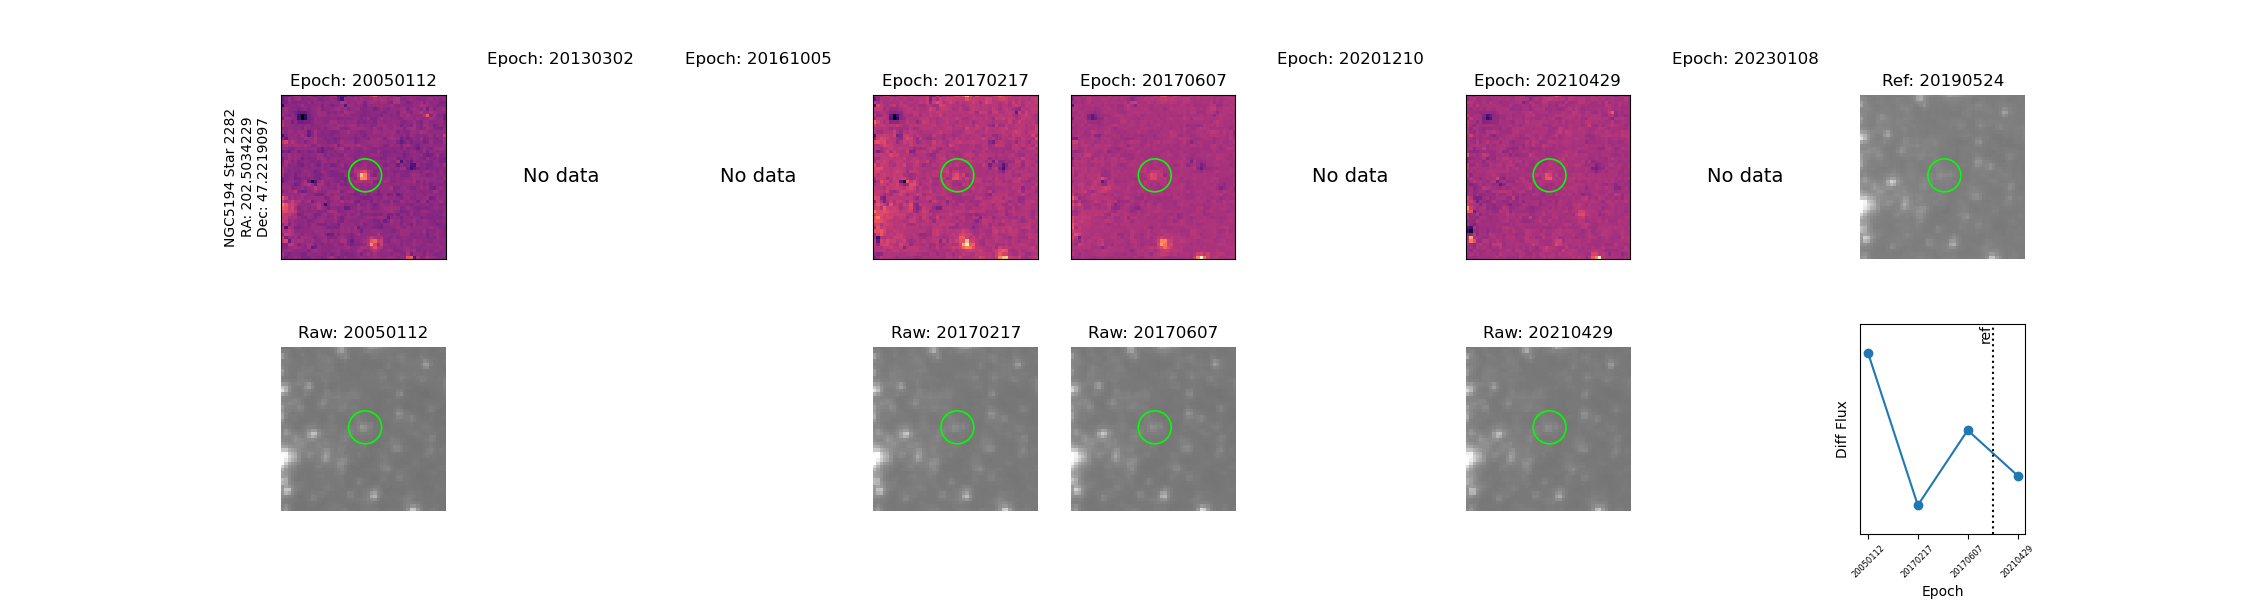 Epoch: 20050112
Epoch: 20130302
Epoch: 20161005
Epoch: 20170217
Epoch: 20170607
Epoch: 20201210
Epoch: 20210429
Epoch: 20230108
Ref: 20190524
NGC5194 Star 2282
RA: 202.5034229
Dec: 47.2219097
No data
No data
No data
No data
Raw: 20050112
Raw: 20170217
Raw: 20170607
Raw: 20210429
ref
Diff Flux
20050112
20170217
20170607
20210429
Epoch